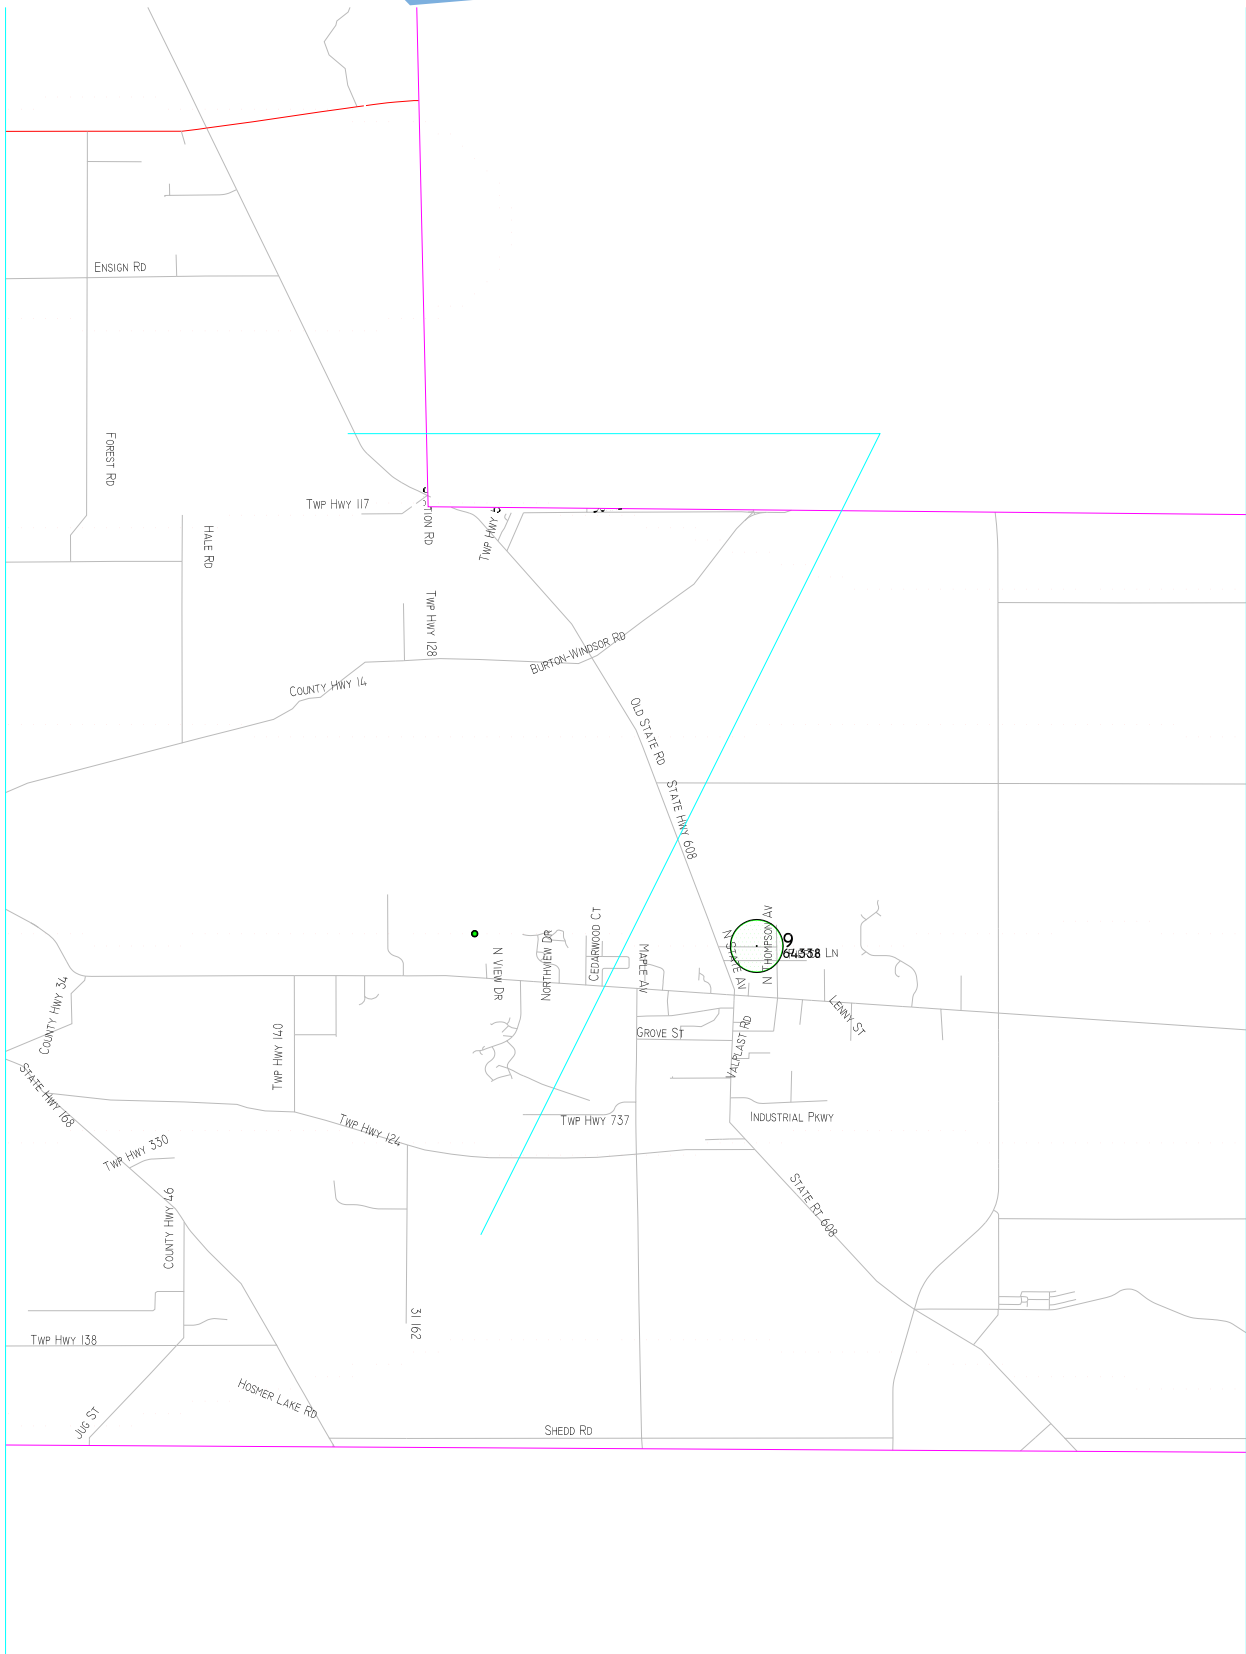 Ensign Rd
Forest Rd
Twp Hwy 117
Hale Rd
Twp Hwy
Twp Hwy 128
Burton-Windsor Rd
County Hwy 14
Old State Rd
State Hwy 608
N Thompson Av
Cedarwood Ct
Northview Dr
N View Dr
Maple Av
N State Av
9
64338
Ln
County Hwy 34
Lenny St
Grove St
Valplast Rd
Twp Hwy 140
State Hwy 168
Twp Hwy 737
Industrial Pkwy
Twp Hwy 124
Twp Hwy 330
State Rt 608
County Hwy 46
31 162
Twp Hwy 138
Hosmer Lake Rd
Jug St
Shedd Rd